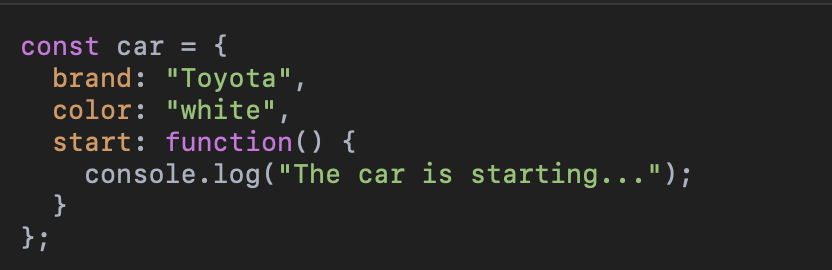 const car = {
  brand: "Toyota",
  color: "white",
  start: function() {
    console.log("The car is starting...");
  }
};